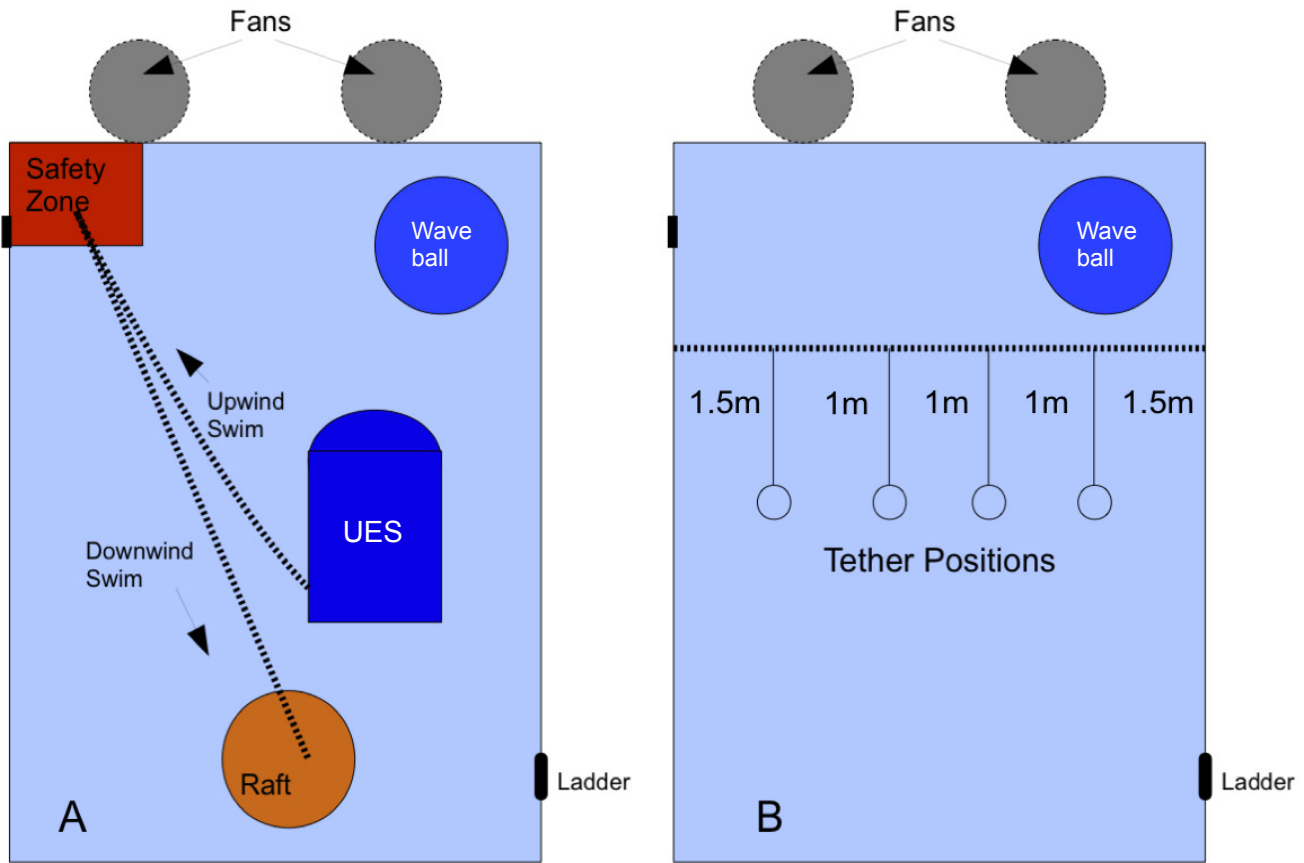 Fans
Safety
Zone
Wave
ball
Upwind
Swim
UES
Downwind
Swim
Raft
Ladder
A
Fans
Wave
ball
1.5m 1m 1m 1m 1.5m
Tether Positions
Ladder
B